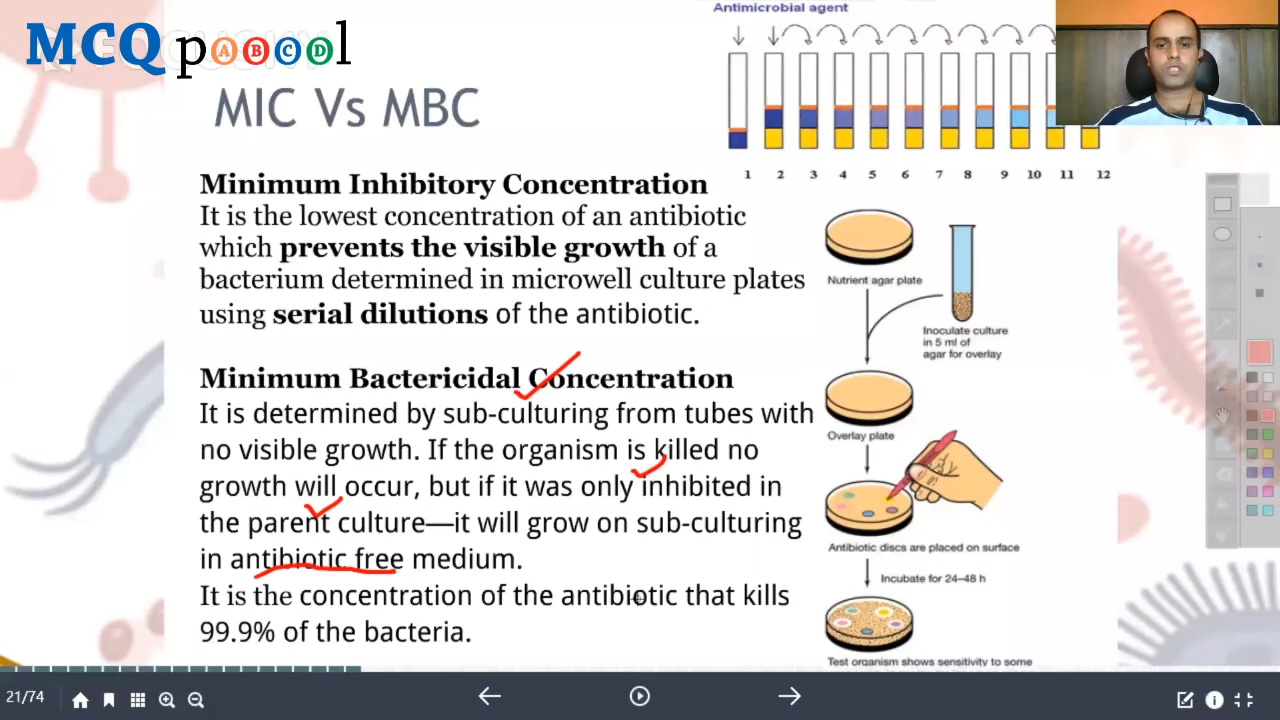 Antimicrobial agent
MCQ pABCDl
MIC Vs MBC
1 2 3 4 5 6 7 8 9 10 11 12
Minimum Inhibitory Concentration
It is the lowest concentration of an antibiotic
which prevents the visible growth of a
bacterium determined in microwell culture plates
using serial dilutions of the antibiotic.
Minimum Bactericidal Concentration
It is determined by sub-culturing from tubes with
no visible growth. If the organism is killed no
growth will occur, but if it was only inhibited in
the parent culture—it will grow on sub-culturing
in antibiotic free medium.
It is the concentration of the antibiotic that kills
99.9% of the bacteria.
Nutrient agar plate
Inoculate culture
in 5 ml of
agar for overlay
Overlay plate
Antibiotic discs are placed on surface
Incubate for 24–48 h
Test organism shows sensitivity to some
21/74